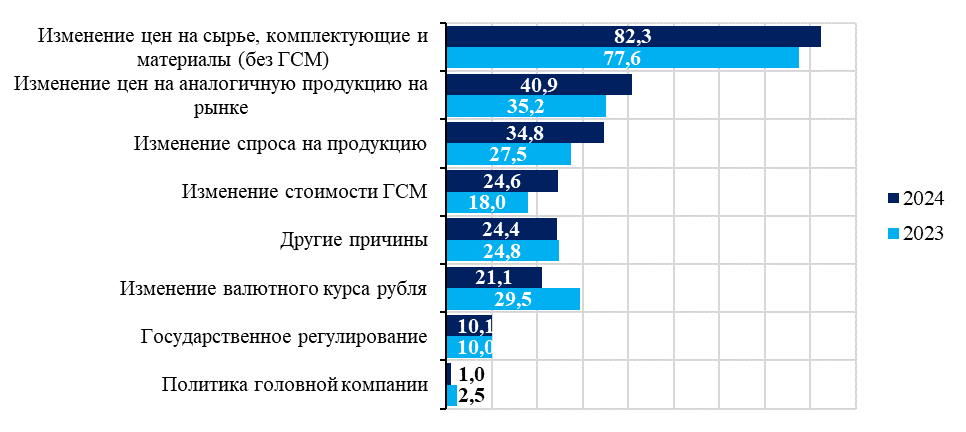 Изменение цен на сырье, комплектующие и
материалы (без ГСМ)
82,3
77,6
Изменение цен на аналогичную продукцию на
рынке
40,9
35,2
Изменение спроса на продукцию
34,8
27,5
Изменение стоимости ГСМ
24,6
18,0
Другие причины
24,4
24,8
Изменение валютного курса рубля
21,1
29,5
Государственное регулирование
10,1
10,0
Политика головной компании
1,0
2,5
2024
2023